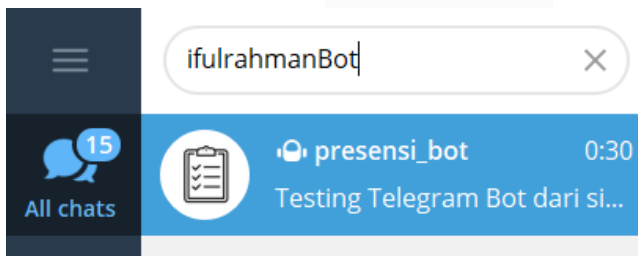 ifulrahmanBot
15
All chats
presensi_bot 0:30
Testing Telegram Bot dari si...